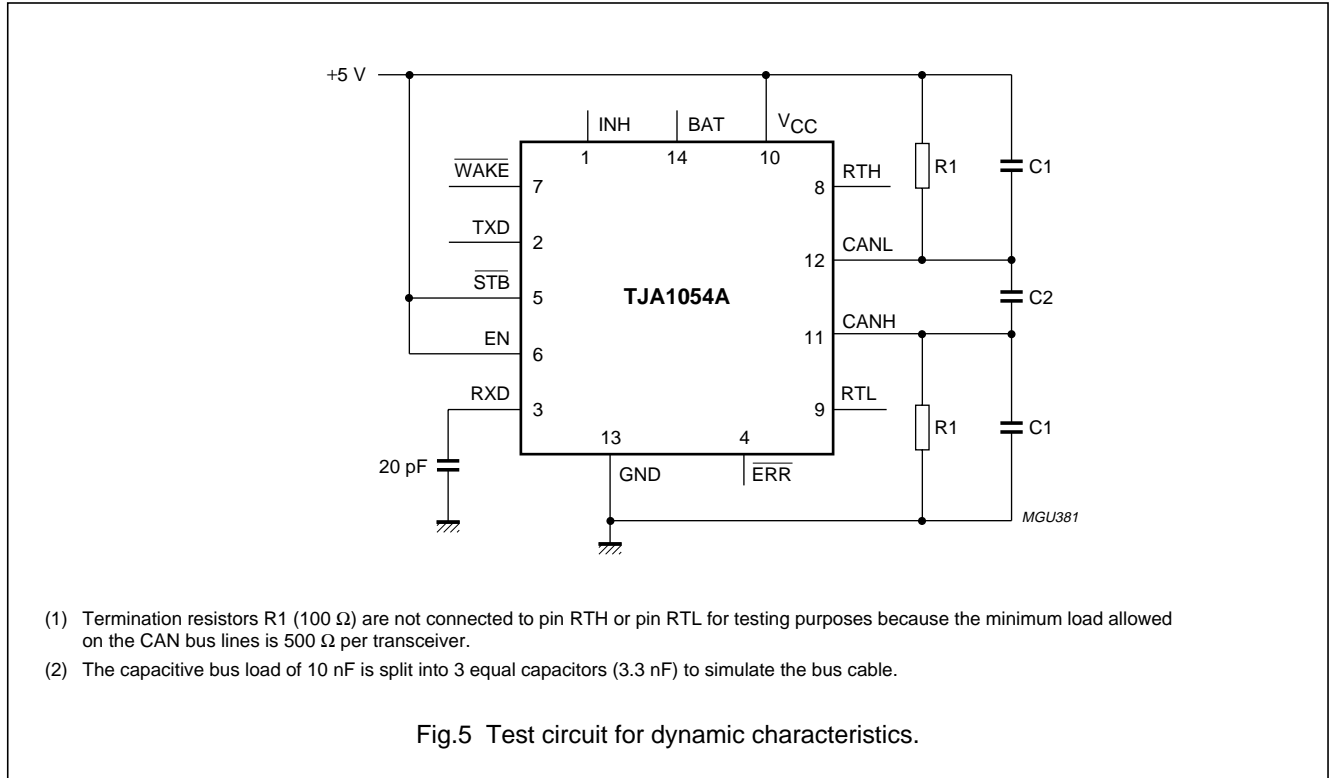 +5 V
INH
BAT
VCC
1
14
10
WAKE
7
8
RTH
R1
C1
TXD
2
12
CANL
STB
5
TJA1054A
C2
EN
6
11
CANH
RXD
3
9
RTL
R1
C1
13
4
20 pF
GND
ERR
MGU381
(1) Termination resistors R1 (100 Ω) are not connected to pin RTH or pin RTL for testing purposes because the minimum load allowed
on the CAN bus lines is 500 Ω per transceiver.
(2) The capacitive bus load of 10 nF is split into 3 equal capacitors (3.3 nF) to simulate the bus cable.
Fig.5 Test circuit for dynamic characteristics.